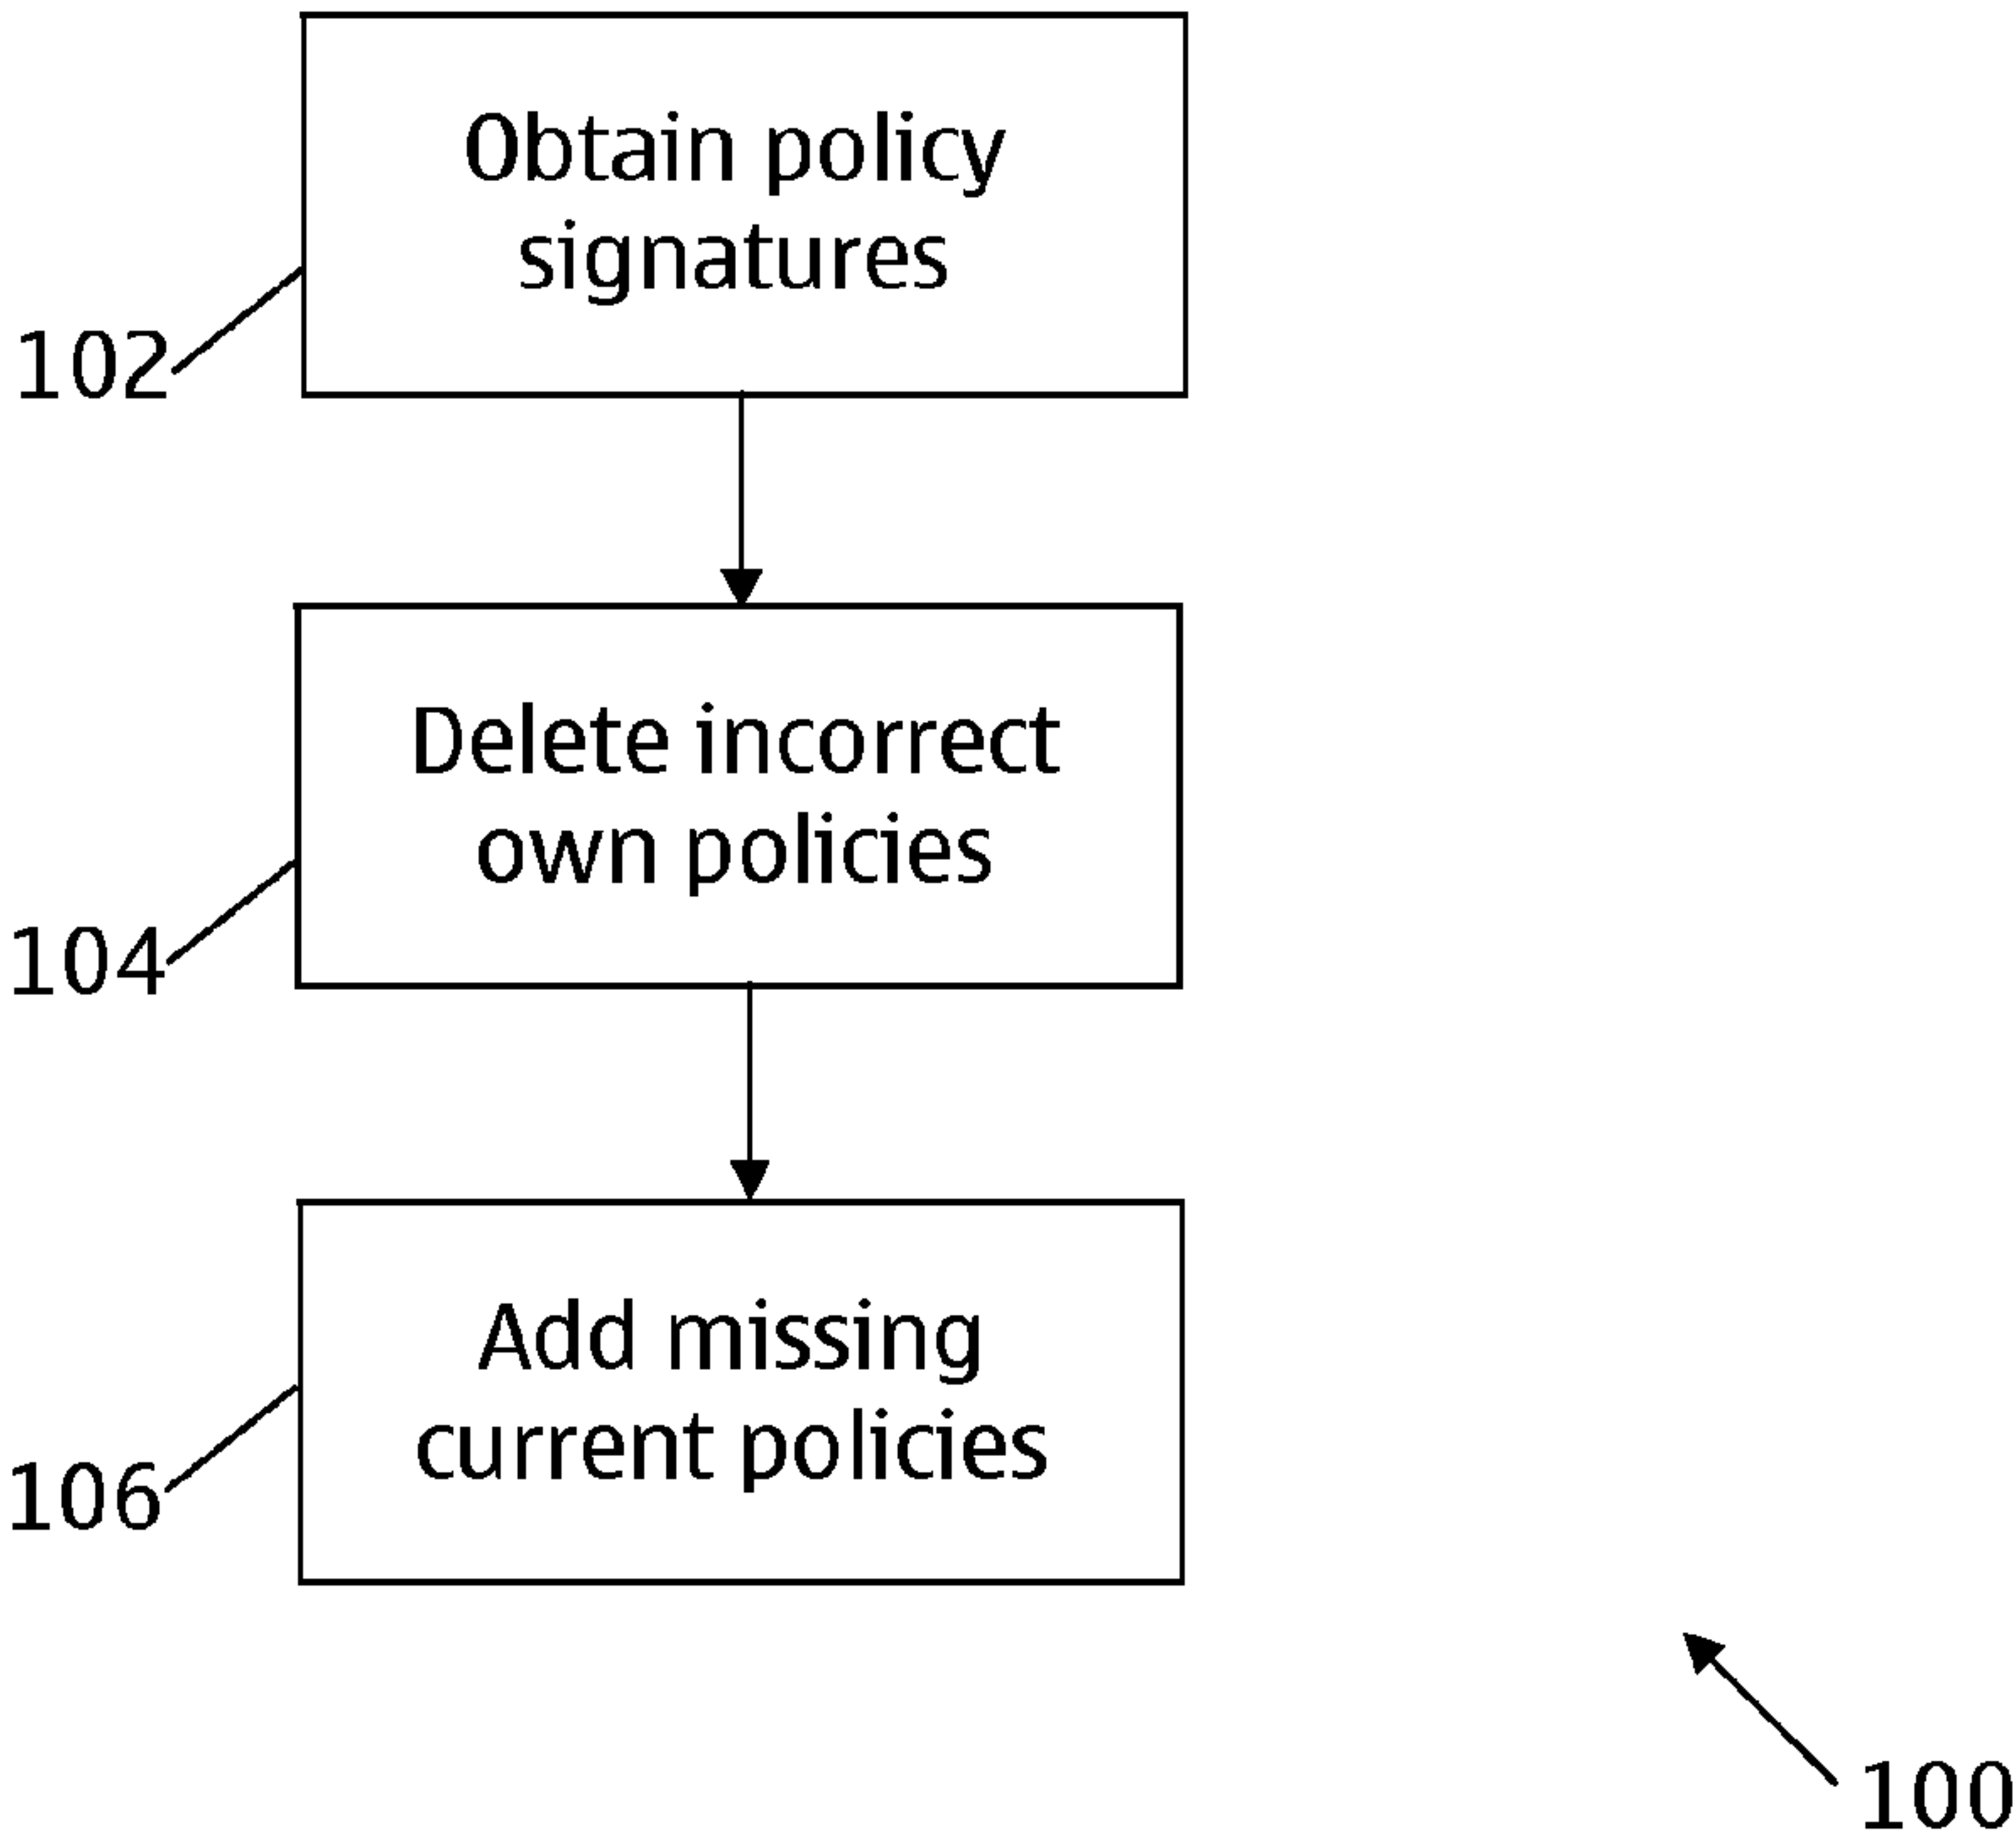 Obtain policy
signatures
102
Delete incorrect
own policies
104
Add missing
current policies
106
100